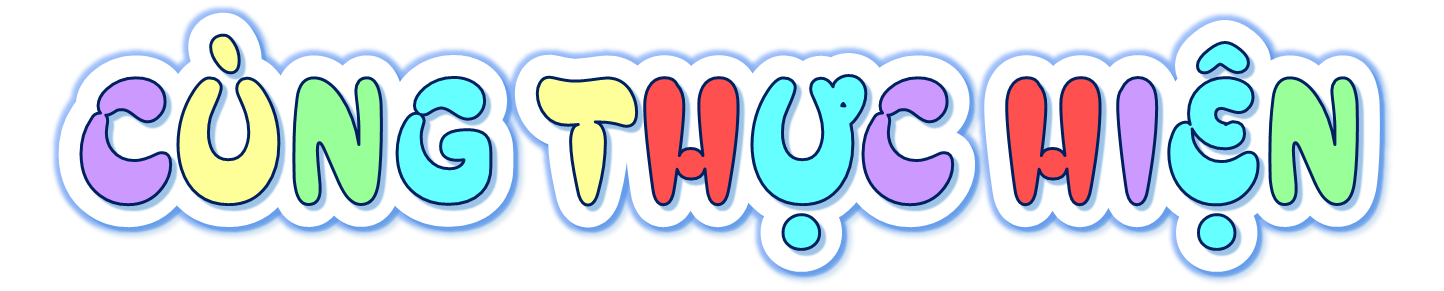 CÙNG THỰC HIỆN